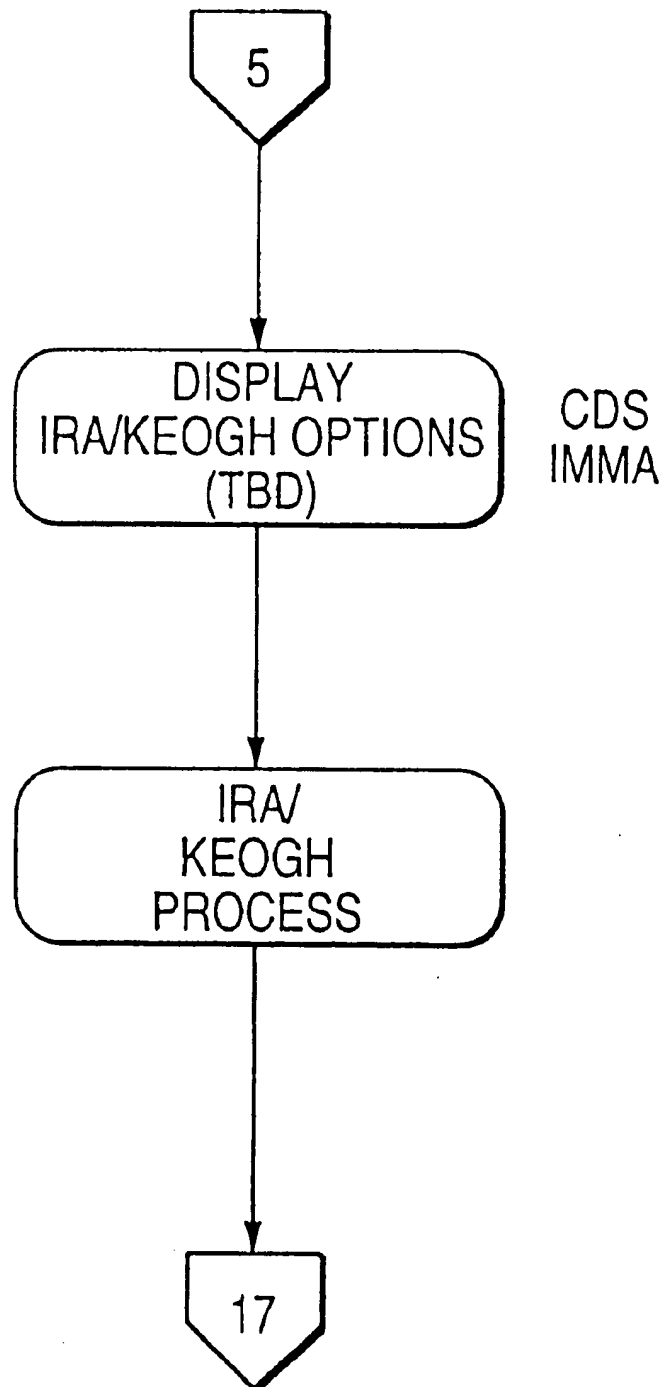 5
DISPLAY
IRA/KEOGH OPTIONS
(TBD)
CDS
IMMA
IRA/
KEOGH
PROCESS
17